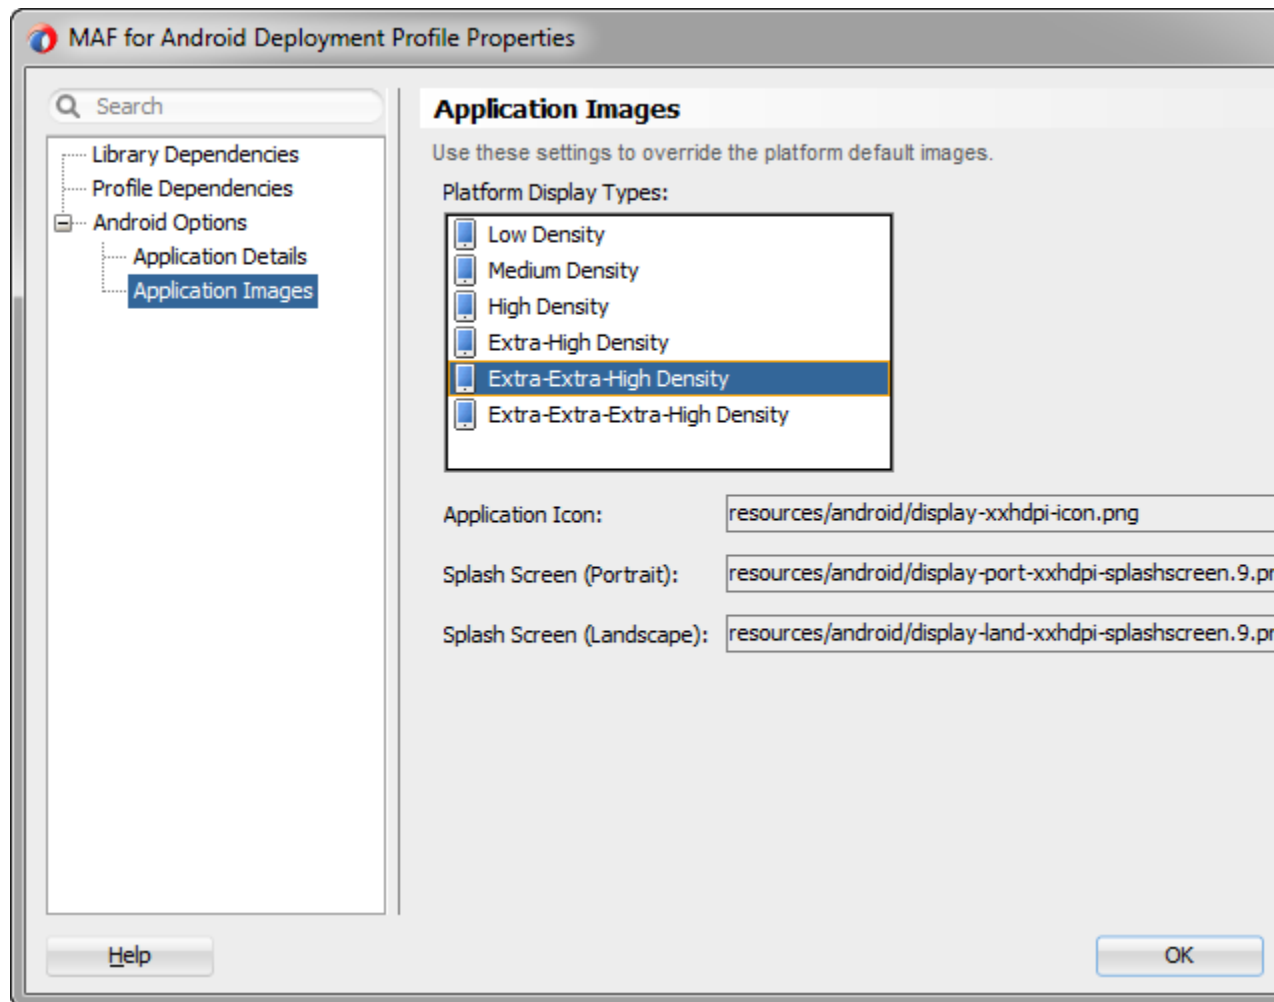 MAF for Android Deployment Profile Properties
Search
Library Dependencies
Profile Dependencies
Android Options
Application Details
Application Images
Application Images
Use these settings to override the platform default images.
Platform Display Types:
Low Density
Medium Density
High Density
Extra-High Density
Extra-Extra-High Density
Extra-Extra-Extra-High Density
Application Icon: resources/android/display-xxhdpi-icon.png
Splash Screen (Portrait): resources/android/display-port-xxhdpi-splashscreen.9.pn
Splash Screen (Landscape): resources/android/display-land-xxhdpi-splashscreen.9.pn
Help
OK